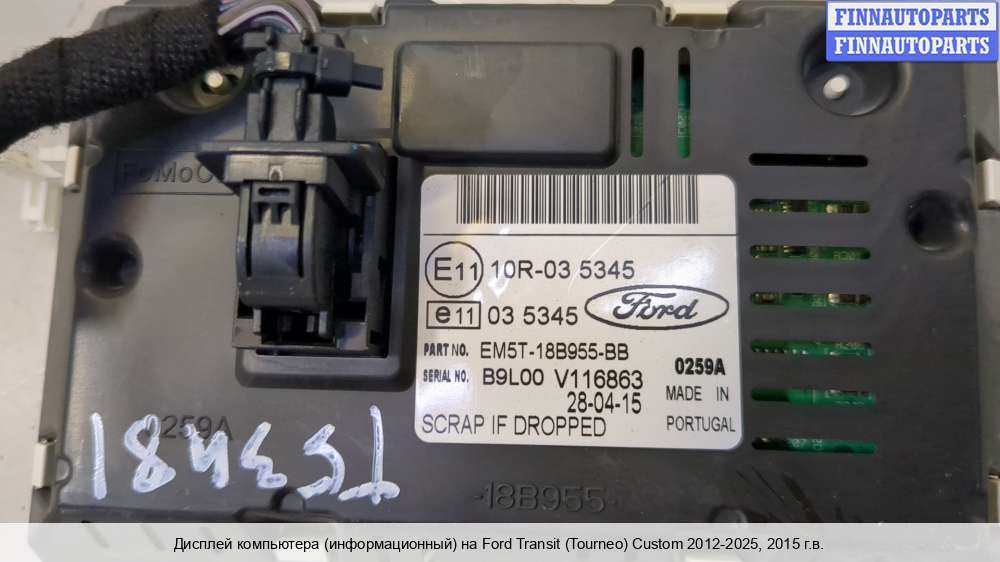 FINNAUTOPARTS
FINNAUTOPARTS
FoMoCo
E11 10R-03 5345
e11 03 5345 Ford
PART NO. EM5T-18B955-BB
SERIAL NO. B9L00 V116863 0259A
28-04-15 MADE IN
SCRAP IF DROPPED PORTUGAL
0259A
-18B955-
Дисплей компьютера (информационный) на Ford Transit (Tourneo) Custom 2012-2025, 2015 г.в.